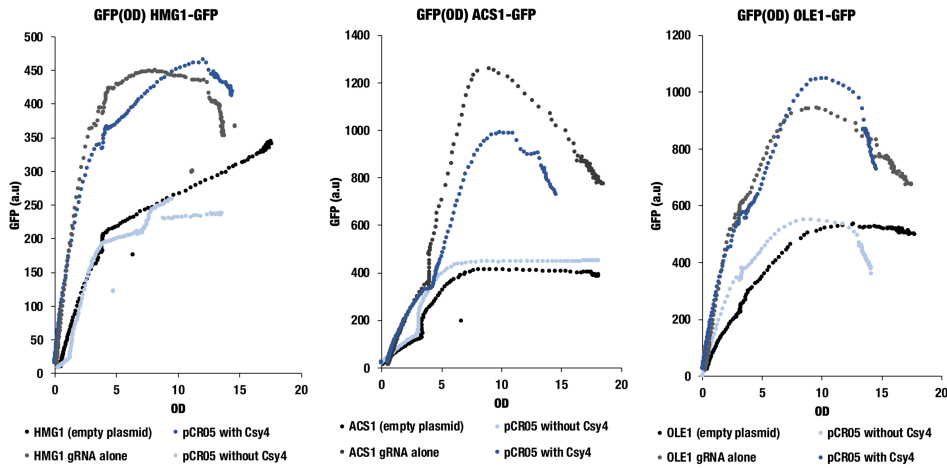 GFP(OD) HMG1-GFP
500
450
400
350
300
250
200
150
100
50
0
GFP (a.u)
0 5 10 15 20
OD
• HMG1 (empty plasmid) • pCR05 with Csy4
• HMG1 gRNA alone • pCR05 without Csy4
GFP(OD) ACS1-GFP
1400
1200
1000
800
600
400
200
0
GFP (a.u)
0 5 10 15 20
OD
• ACS1 (empty plasmid) • pCR05 without Csy4
• ACS1 gRNA alone • pCR05 with Csy4
GFP(OD) OLE1-GFP
1200
1000
800
600
400
200
0
GFP (a.u)
0 5 10 15 20
OD
• OLE1 (empty plasmid) • pCR05 without Csy4
• OLE1 gRNA alone • pCR05 with Csy4